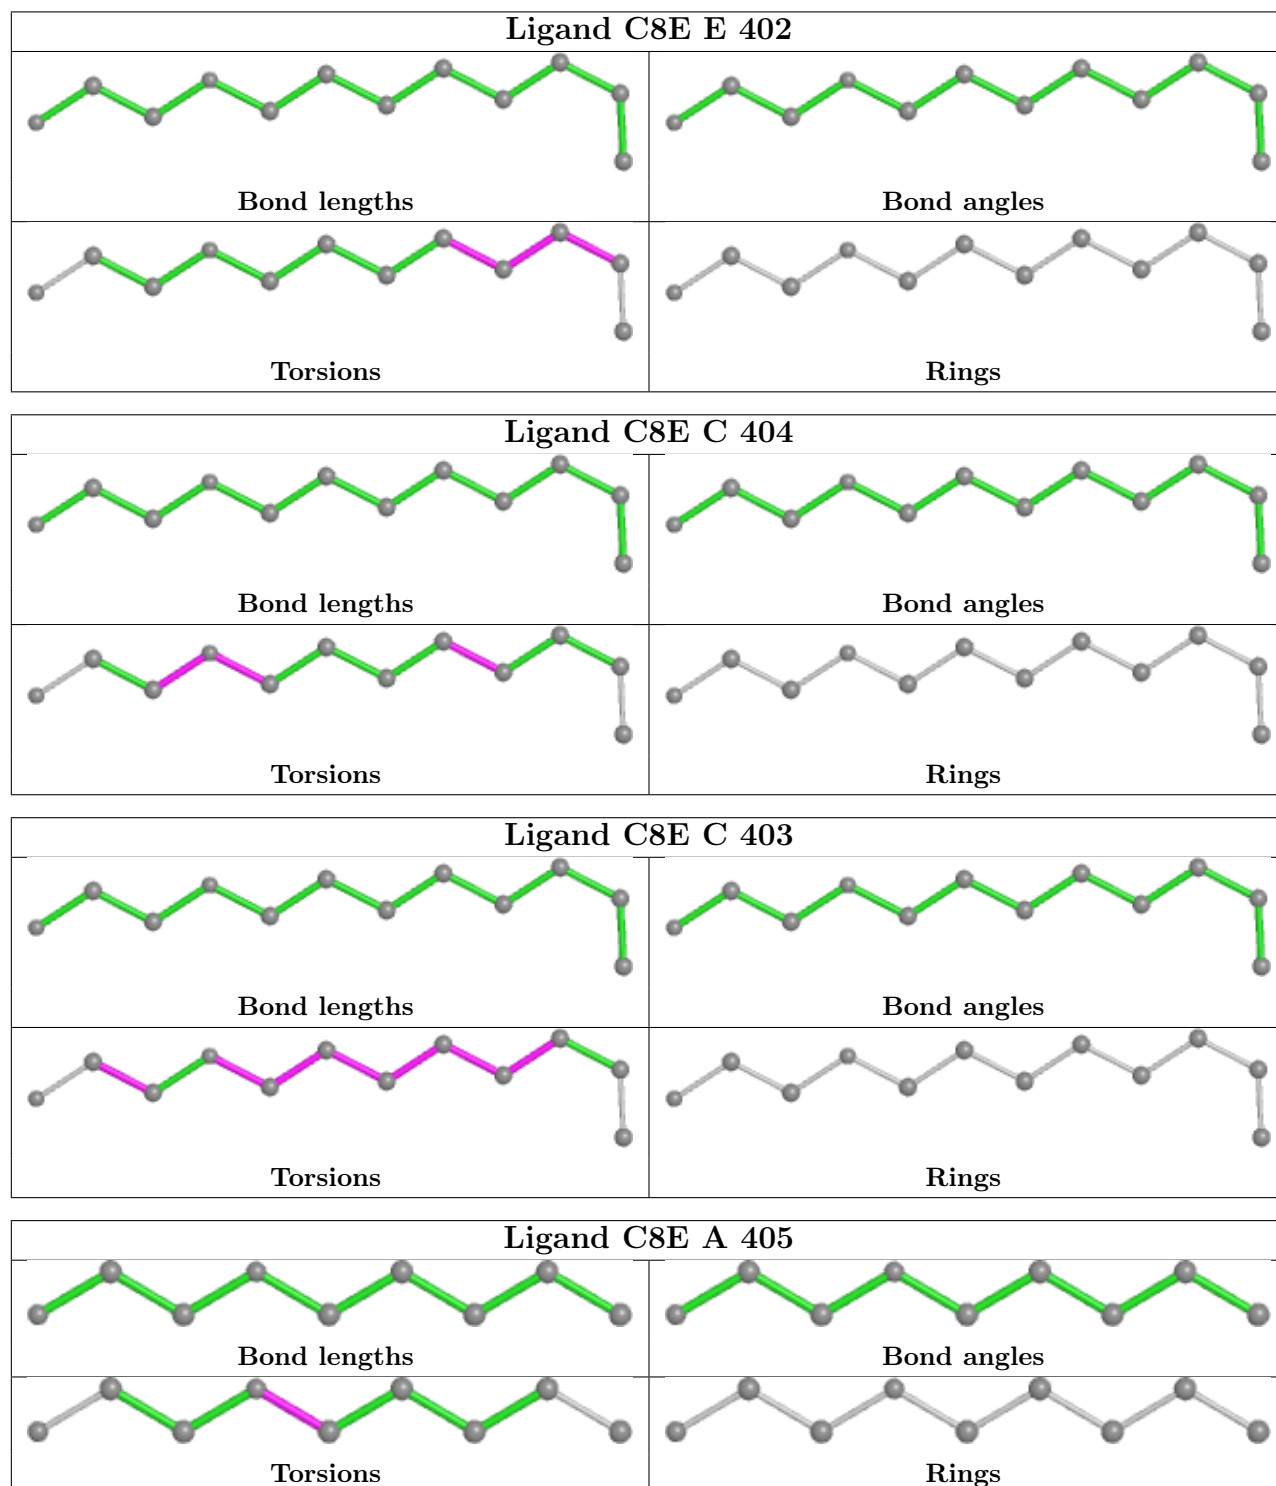 Ligand C8E E 402
Bond lengths
Bond angles
Torsions
Rings
Ligand C8E C 404
Bond lengths
Bond angles
Torsions
Rings
Ligand C8E C 403
Bond lengths
Bond angles
Torsions
Rings
Ligand C8E A 405
Bond lengths
Bond angles
Torsions
Rings